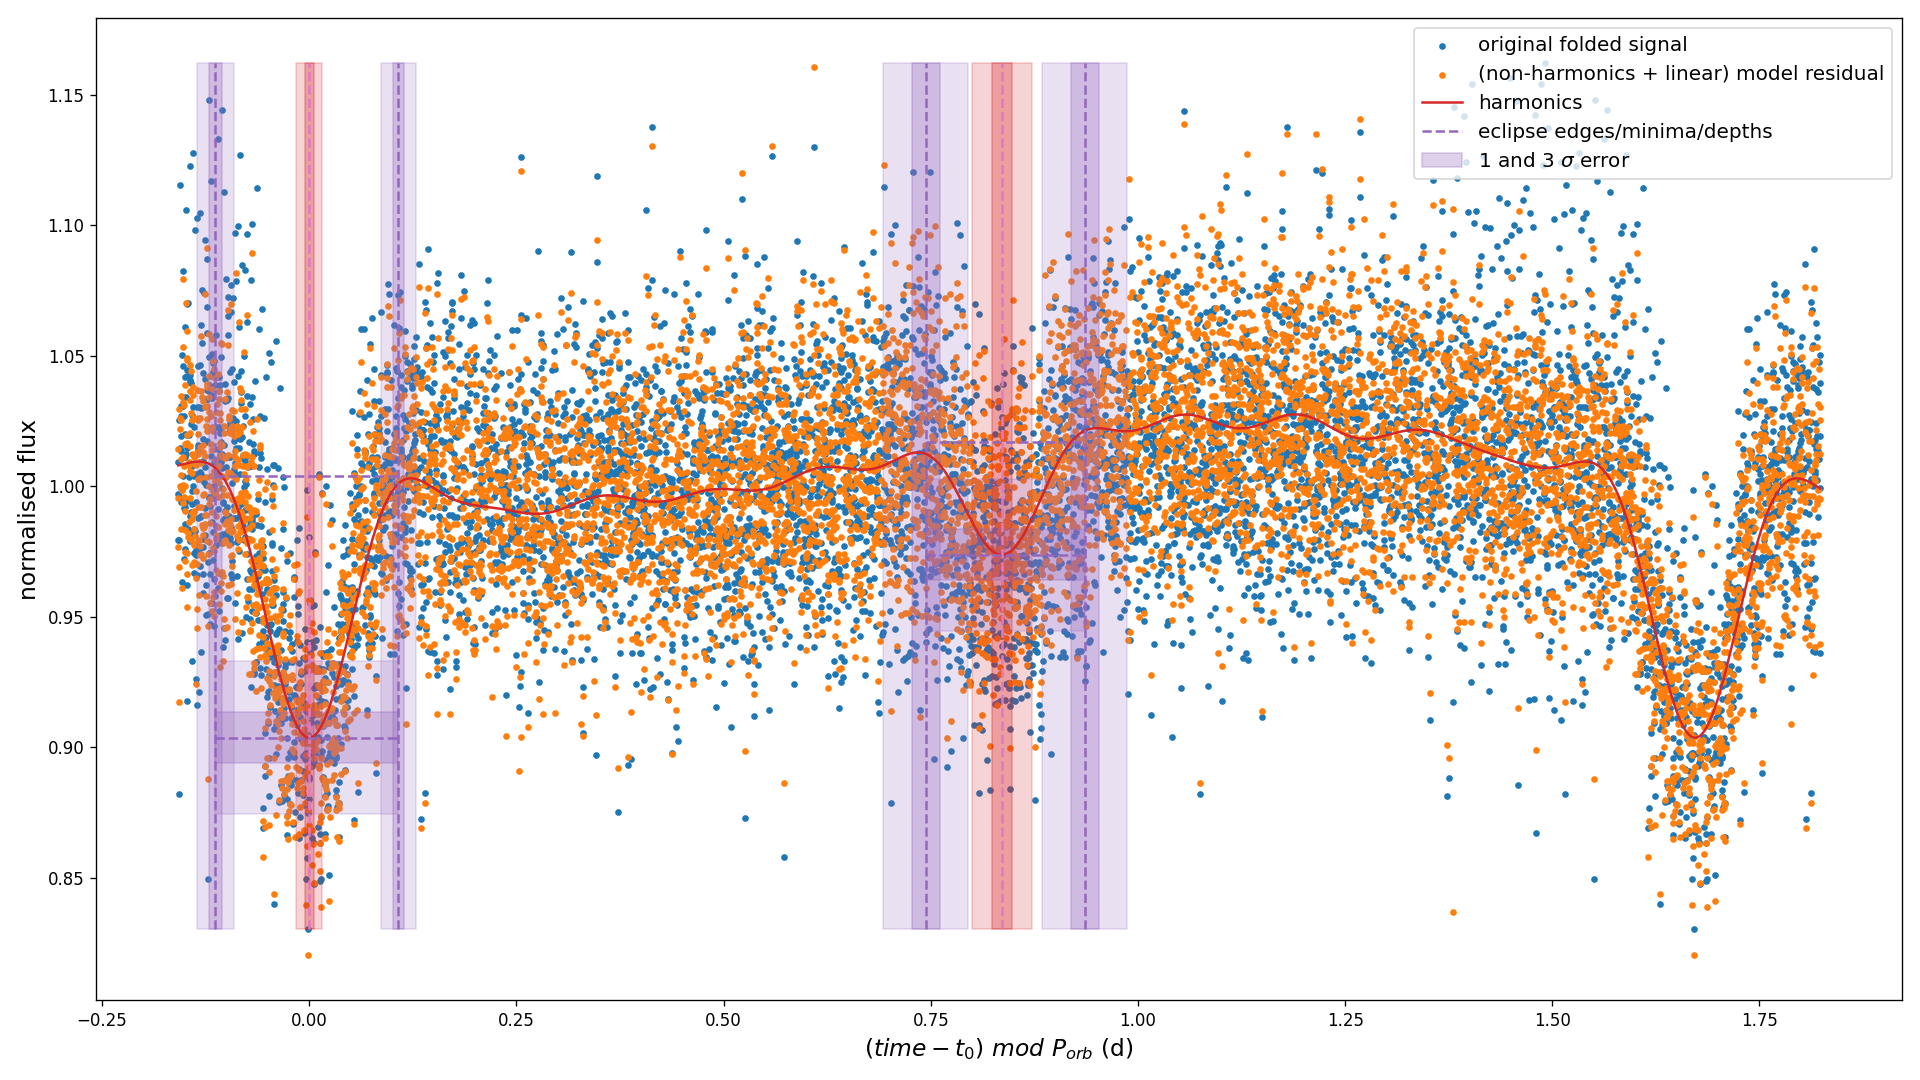 original folded signal
(non-harmonics + linear) model residual
harmonics
eclipse edges/minima/depths
1 and 3 σ error
normalised flux
1.15
1.10
1.05
1.00
0.95
0.90
0.85
−0.25
0.00
0.25
0.50
0.75
1.00
1.25
1.50
1.75
(time − t₀) mod P_orb (d)